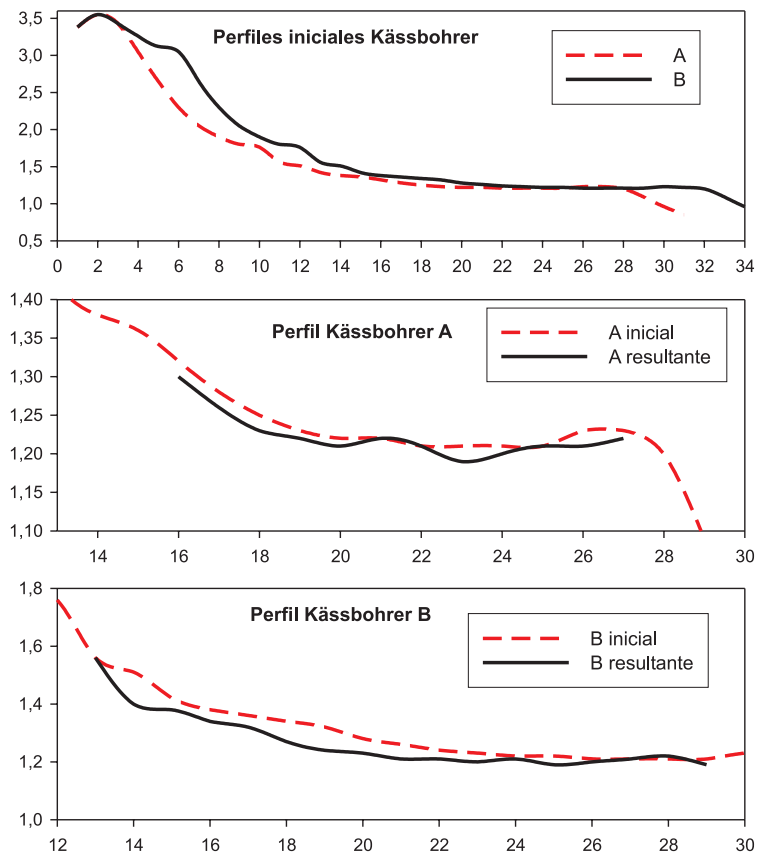 3,5
3,0
2,5
2,0
1,5
1,0
0,5
Perfiles iniciales Kässbohrer
A
B
0 2 4 6 8 10 12 14 16 18 20 22 24 26 28 30 32 34
1,40
1,35
1,30
1,25
1,20
1,15
1,10
Perfil Kässbohrer A
A inicial
A resultante
14 16 18 20 22 24 26 28 30
1,8
1,6
1,4
1,2
1,0
Perfil Kässbohrer B
B inicial
B resultante
12 14 16 18 20 22 24 26 28 30